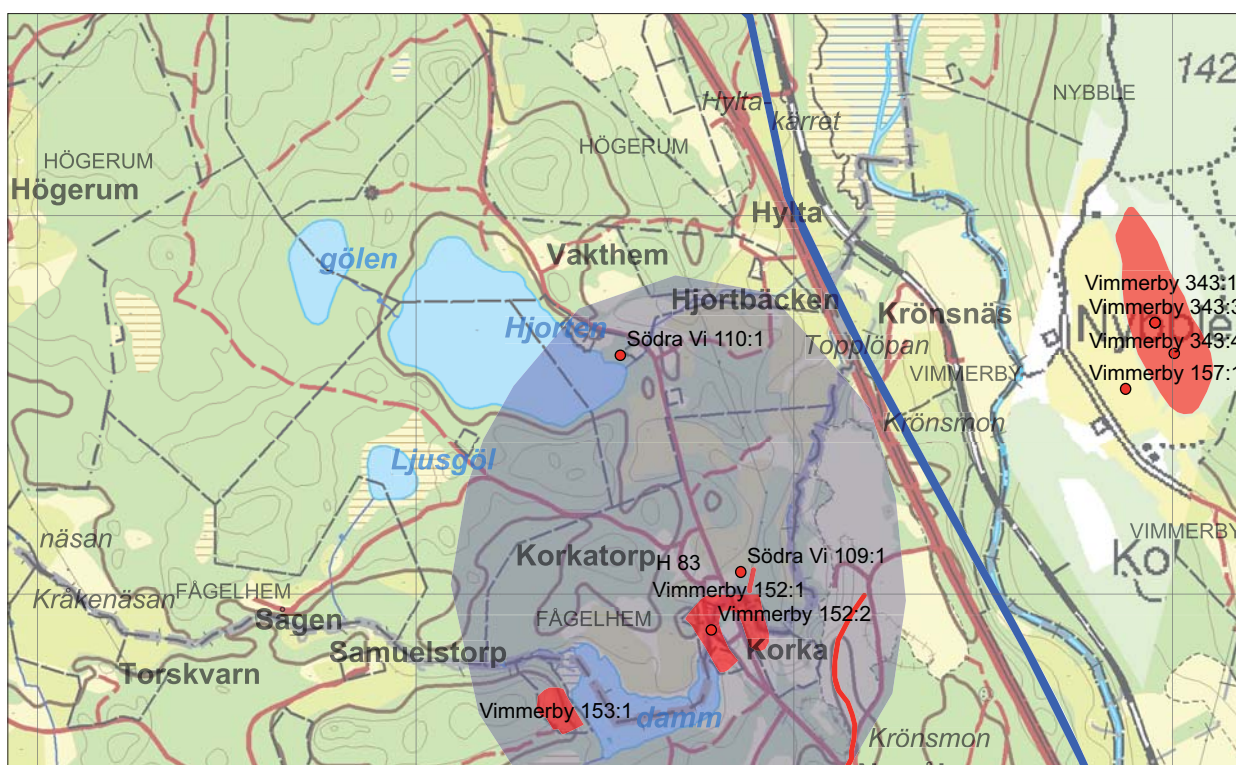 142
NYBBLE
Hylta-
kärret
HÖGERUM
HÖGERUM
Högerum
Hylta
gölen
Vakthem
Vimmerby 343:1
Hjortbäcken
Vimmerby 343:3
Krönsnäs
Nybble
Hjorten
Södra Vi 110:1
Töpplöpan
Vimmerby 343:4
VIMMERBY
Vimmerby 157:1
Krönsmon
Ljusgöl
VIMMERBY
näsan
Korkatorp
H 83
Södra Vi 109:1
Kol
Kråkenäsan
FÅGELHEM
Vimmerby 152:1
Sågen
FÅGELHEM
Vimmerby 152:2
Samuelstorp
Korka
Torskvarn
Vimmerby 153:1
damm
Krönsmon